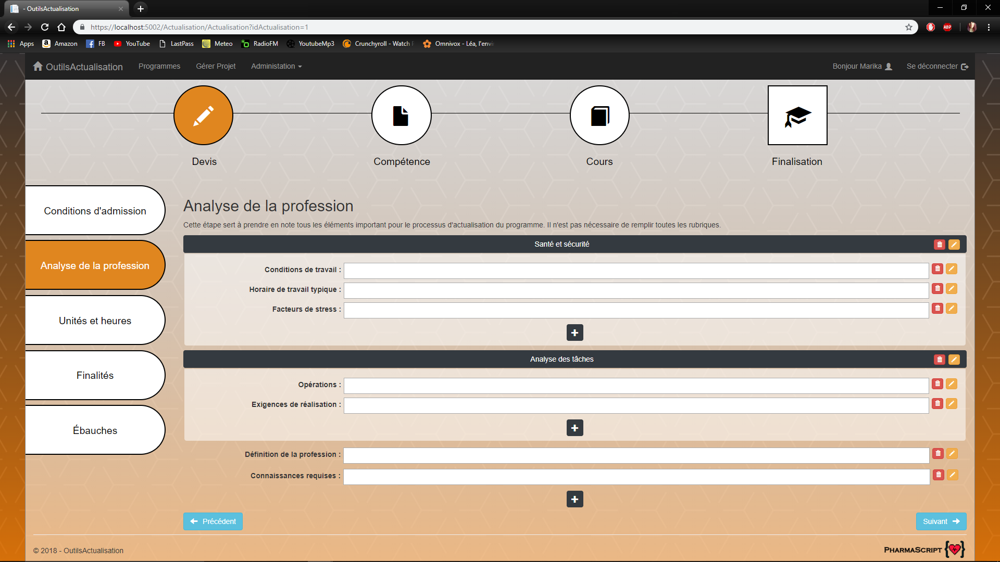 - OutilsActualisation
https://localhost:5002/Actualisation/Actualisation?idActualisation=1
ABP
Apps Amazon FB YouTube LastPass Meteo RadioFM YoutubeMp3 Crunchyroll - Watch Omnivox - Léa, l'envi
OutilsActualisation Programmes Gérer Projet Administation Bonjour Marika Se déconnecter
Devis Compétence Cours Finalisation
Conditions d'admission
Analyse de la profession
Unités et heures
Finalités
Ébauches
Analyse de la profession
Cette étape sert à prendre en note tous les éléments important pour le processus d'actualisation du programme. Il n'est pas nécessaire de remplir toutes les rubriques.
Santé et sécurité
Conditions de travail :
Horaire de travail typique :
Facteurs de stress :
Analyse des tâches
Opérations :
Exigences de réalisation :
Définition de la profession :
Connaissances requises :
Précédent Suivant
© 2018 - OutilsActualisation
PharmaScript